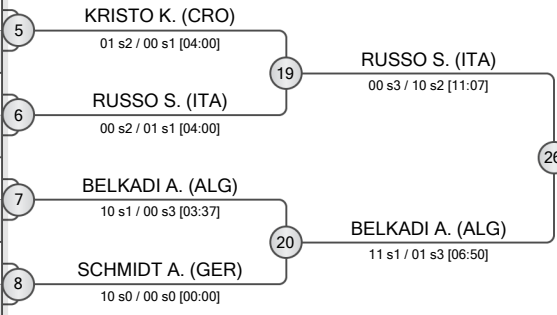 5
KRISTO K. (CRO)
01 s2 / 00 s1 [04:00]
19
RUSSO S. (ITA)
00 s3 / 10 s2 [11:07]
6
RUSSO S. (ITA)
00 s2 / 01 s1 [04:00]
26
7
BELKADI A. (ALG)
10 s1 / 00 s3 [03:37]
20
BELKADI A. (ALG)
11 s1 / 01 s3 [06:50]
8
SCHMIDT A. (GER)
10 s0 / 00 s0 [00:00]